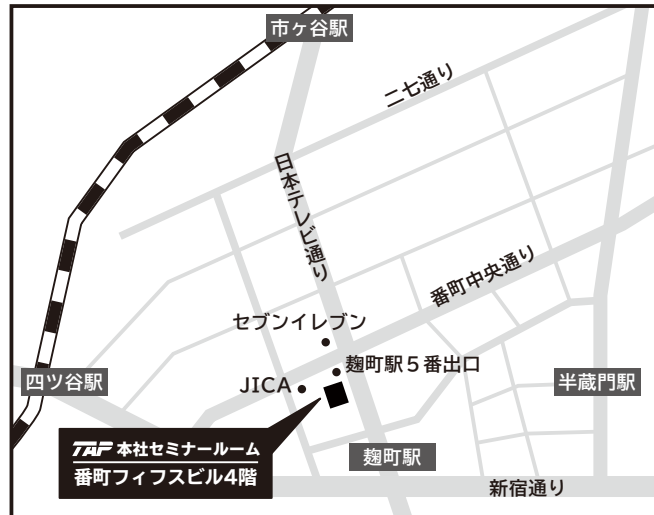 市ヶ谷駅
二七通り
日本テレビ通り
番町中央通り
セブンイレブン
麹町駅５番出口
四ツ谷駅
JICA
半蔵門駅
TAP 本社セミナールーム
番町フィフスビル4階
麹町駅
新宿通り